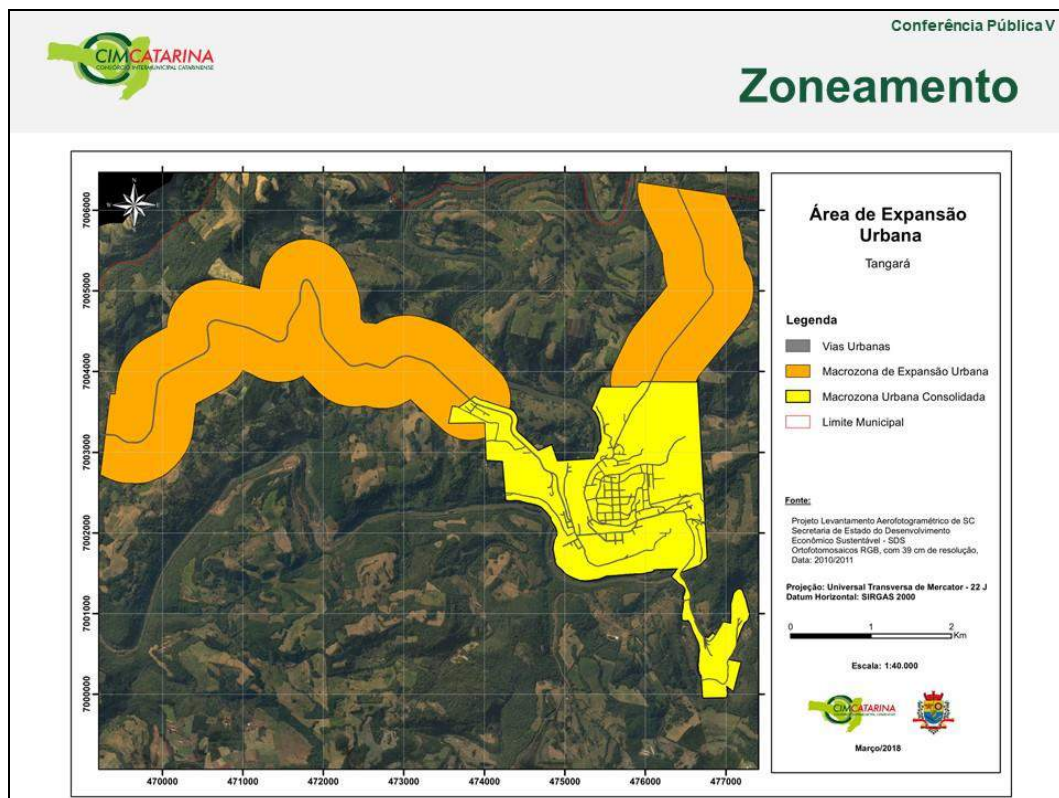 Conferência Pública V
CIMCATARINA
CONSÓRCIO INTERMUNICIPAL CATARINENSE
Zoneamento
N
Área de Expansão
Urbana
Tangará
Legenda
Vias Urbanas
Macrozona de Expansão Urbana
Macrozona Urbana Consolidada
Limite Municipal
Fonte:
Projeto Levantamento Aerofotogramétrico de SC
Secretaria de Estado do Desenvolvimento
Econômico Sustentável - SDS
Ortofotomosaicos RGB, com 39 cm de resolução,
Data: 2010/2011
Projeção: Universal Transversa de Mercator - 22 J
Datum Horizontal: SIRGAS 2000
0 1 2
Km
Escala: 1:40.000
CIMCATARINA
Março/2018
7006000
7005000
7004000
7003000
7002000
7001000
7000000
470000 471000 472000 473000 474000 475000 476000 477000